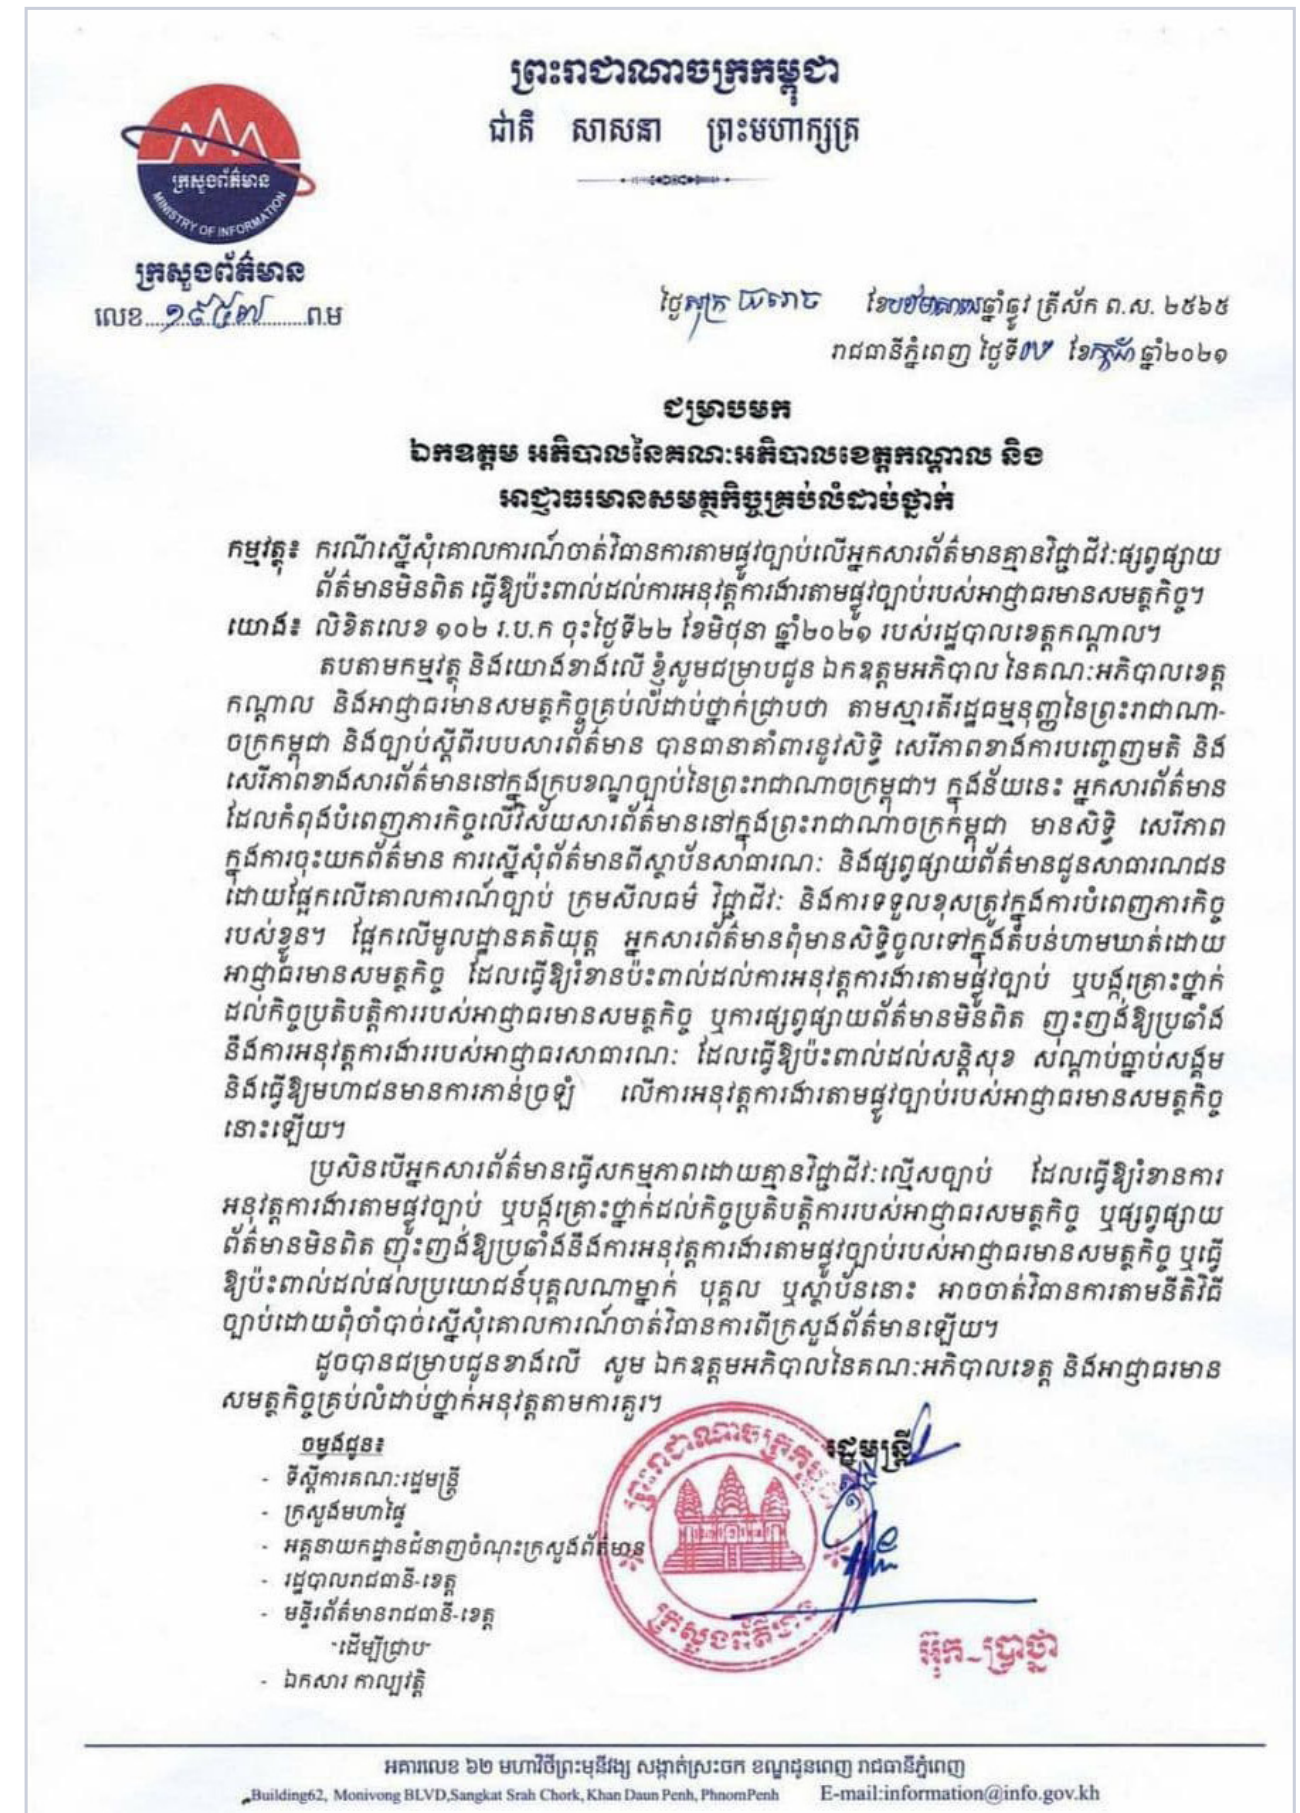 ព្រះរាជាណាចក្រកម្ពុជា
ជាតិ សាសនា ព្រះមហាក្សត្រ
ក្រសួងព័ត៌មាន
MINISTRY OF INFORMATION
ក្រសួងព័ត៌មាន
លេខ ព.ម
ថ្ងៃសុក្រ ខែ ឆ្នាំឆ្លូវ ត្រីស័ក ព.ស. ២៥៦៥
រាជធានីភ្នំពេញ ថ្ងៃទី ខែកក្កដា ឆ្នាំ២០២១
ជម្រាបមក
ឯកឧត្តម អភិបាលនៃគណៈអភិបាលខេត្តកណ្តាល និង
អាជ្ញាធរមានសមត្ថកិច្ចគ្រប់លំដាប់ថ្នាក់
កម្មវត្ថុ៖ ករណីស្នើសុំគោលការណ៍ចាត់វិធានការតាមផ្លូវច្បាប់លើអ្នកសារព័ត៌មានគ្មានវិជ្ជាជីវៈផ្សព្វផ្សាយ
ព័ត៌មានមិនពិត ធ្វើឱ្យប៉ះពាល់ដល់ការអនុវត្តការងារតាមផ្លូវច្បាប់របស់អាជ្ញាធរមានសមត្ថកិច្ច។
យោង៖ លិខិតលេខ ១០២ រ.ប.ក ចុះថ្ងៃទី២២ ខែមិថុនា ឆ្នាំ២០២១ របស់រដ្ឋបាលខេត្តកណ្តាល។
តបតាមកម្មវត្ថុ និងយោងខាងលើ ខ្ញុំសូមជម្រាបជូន ឯកឧត្តមអភិបាល នៃគណៈអភិបាលខេត្ត
កណ្តាល និងអាជ្ញាធរមានសមត្ថកិច្ចគ្រប់លំដាប់ថ្នាក់ជ្រាបថា តាមស្មារតីរដ្ឋធម្មនុញ្ញនៃព្រះរាជាណា-
ចក្រកម្ពុជា និងច្បាប់ស្តីពីរបបសារព័ត៌មាន បានធានាគាំពារនូវសិទ្ធិ សេរីភាពខាងការបញ្ចេញមតិ និង
សេរីភាពខាងសារព័ត៌មាននៅក្នុងក្របខណ្ឌច្បាប់នៃព្រះរាជាណាចក្រម្ពុជា។ ក្នុងន័យនេះ អ្នកសារព័ត៌មាន
ដែលកំពុងបំពេញភារកិច្ចលើវិស័យសារព័ត៌មាននៅក្នុងព្រះរាជាណាចក្រកម្ពុជា មានសិទ្ធិ សេរីភាព
ក្នុងការចុះយកព័ត៌មាន ការស្នើសុំព័ត៌មានពីស្ថាប័នសាធារណៈ និងផ្សព្វផ្សាយព័ត៌មានជូនសាធារណជន
ដោយផ្អែកលើគោលការណ៍ច្បាប់ ក្រមសីលធម៌ វិជ្ជាជីវៈ និងការទទួលខុសត្រូវក្នុងការបំពេញភារកិច្ច
របស់ខ្លួន។ ផ្អែកលើមូលដ្ឋានគតិយុត្ត អ្នកសារព័ត៌មានពុំមានសិទ្ធិចូលទៅក្នុងតំបន់ហាមឃាត់ដោយ
អាជ្ញាធរមានសមត្ថកិច្ច ដែលធ្វើឱ្យរំខានប៉ះពាល់ដល់ការអនុវត្តការងារតាមផ្លូវច្បាប់ ឬបង្កគ្រោះថ្នាក់
ដល់កិច្ចប្រតិបត្តិការរបស់អាជ្ញាធរមានសមត្ថកិច្ច ឬការផ្សព្វផ្សាយព័ត៌មានមិនពិត ញុះញង់ឱ្យប្រឆាំង
នឹងការអនុវត្តការងាររបស់អាជ្ញាធរសាធារណៈ ដែលធ្វើឱ្យប៉ះពាល់ដល់សន្តិសុខ សណ្តាប់ធ្នាប់សង្គម
និងធ្វើឱ្យមហាជនមានការភាន់ច្រឡំ លើការអនុវត្តការងារតាមផ្លូវច្បាប់របស់អាជ្ញាធរមានសមត្ថកិច្ច
នោះឡើយ។
ប្រសិនបើអ្នកសារព័ត៌មានធ្វើសកម្មភាពដោយគ្មានវិជ្ជាជីវៈល្មើសច្បាប់ ដែលធ្វើឱ្យរំខានការ
អនុវត្តការងារតាមផ្លូវច្បាប់ ឬបង្កគ្រោះថ្នាក់ដល់កិច្ចប្រតិបត្តិការរបស់អាជ្ញាធរសមត្ថកិច្ច ឬផ្សព្វផ្សាយ
ព័ត៌មានមិនពិត ញុះញង់ឱ្យប្រឆាំងនឹងការអនុវត្តការងារតាមផ្លូវច្បាប់របស់អាជ្ញាធរមានសមត្ថកិច្ច ឬធ្វើ
ឱ្យប៉ះពាល់ដល់ផលប្រយោជន៍បុគ្គលណាម្នាក់ បុគ្គល ឬស្ថាប័ននោះ អាចចាត់វិធានការតាមនីតិវិធី
ច្បាប់ដោយពុំចាំបាច់ស្នើសុំគោលការណ៍ចាត់វិធានការពីក្រសួងព័ត៌មានឡើយ។
ដូចបានជម្រាបជូនខាងលើ សូម ឯកឧត្តមអភិបាលនៃគណៈអភិបាលខេត្ត និងអាជ្ញាធរមាន
សមត្ថកិច្ចគ្រប់លំដាប់ថ្នាក់អនុវត្តតាមការគួរ។
រដ្ឋមន្ត្រី
ចម្លងជូន៖
- ទីស្តីការគណៈរដ្ឋមន្ត្រី
- ក្រសួងមហាផ្ទៃ
- អគ្គនាយកដ្ឋានជំនាញចំណុះក្រសួងព័ត៌មាន
- រដ្ឋបាលរាជធានី-ខេត្ត
- មន្ទីរព័ត៌មានរាជធានី-ខេត្ត
"ដើម្បីជ្រាប"
- ឯកសារ កាលប្បវត្តិ
ព្រះរាជាណាចក្រកម្ពុជា
ក្រសួងព័ត៌មាន
អ៊ុក-ប្រាថ្នា
អគារលេខ ៦២ មហាវិថីព្រះមុនីវង្ស សង្កាត់ស្រះចក ខណ្ឌដូនពេញ រាជធានីភ្នំពេញ
Building62, Monivong BLVD,Sangkat Srah Chork, Khan Daun Penh, PhnomPenh E-mail:information@info.gov.kh